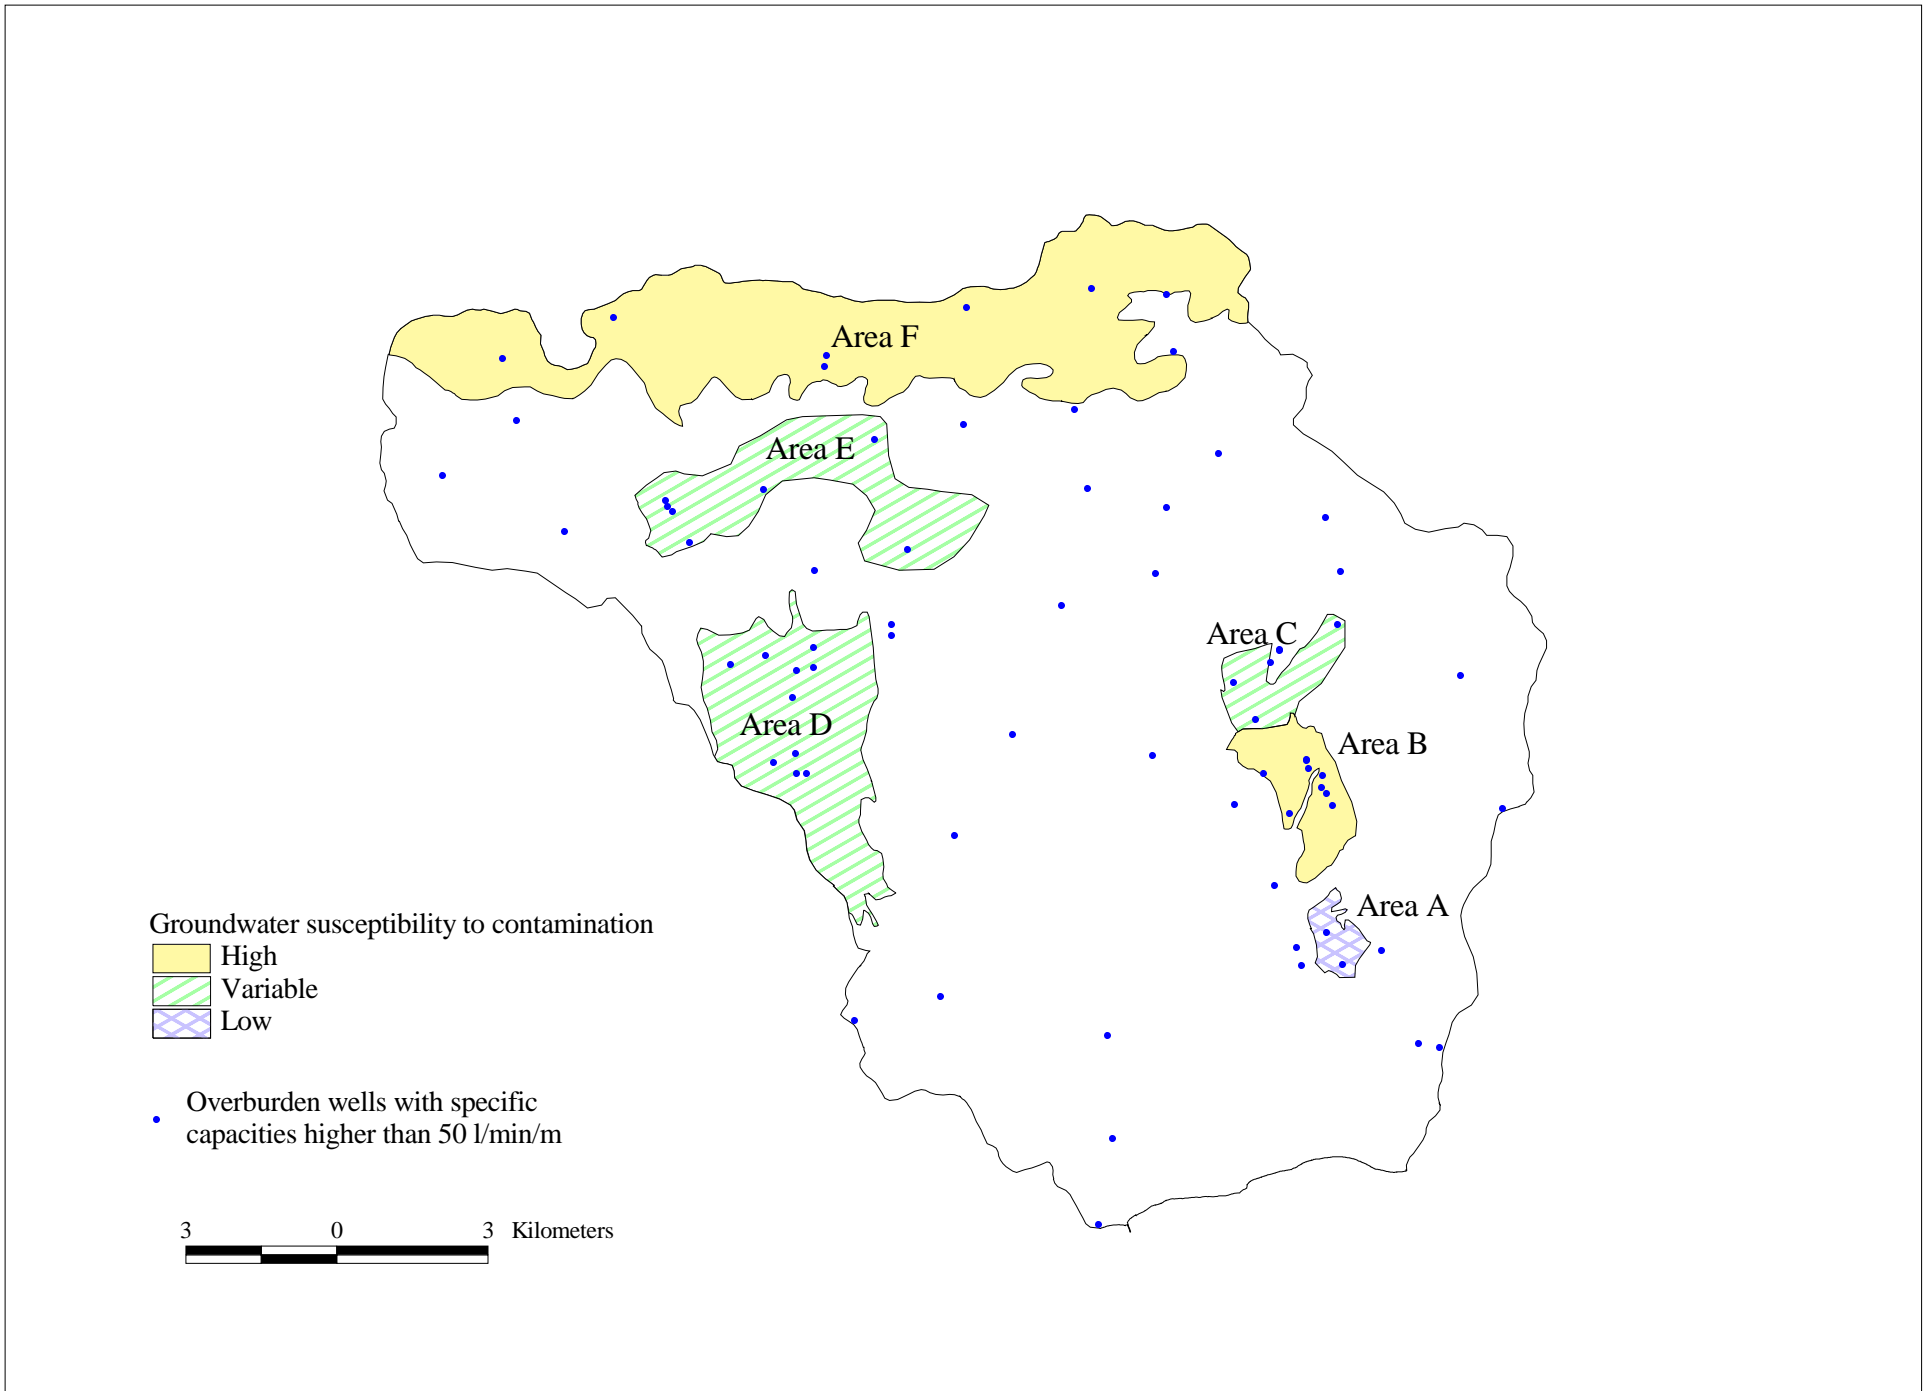 Area F
Area E
Area C
Area D
Area B
Area A
Groundwater susceptibility to contamination
High
Variable
Low
Overburden wells with specific
capacities higher than 50 l/min/m
3 0 3 Kilometers